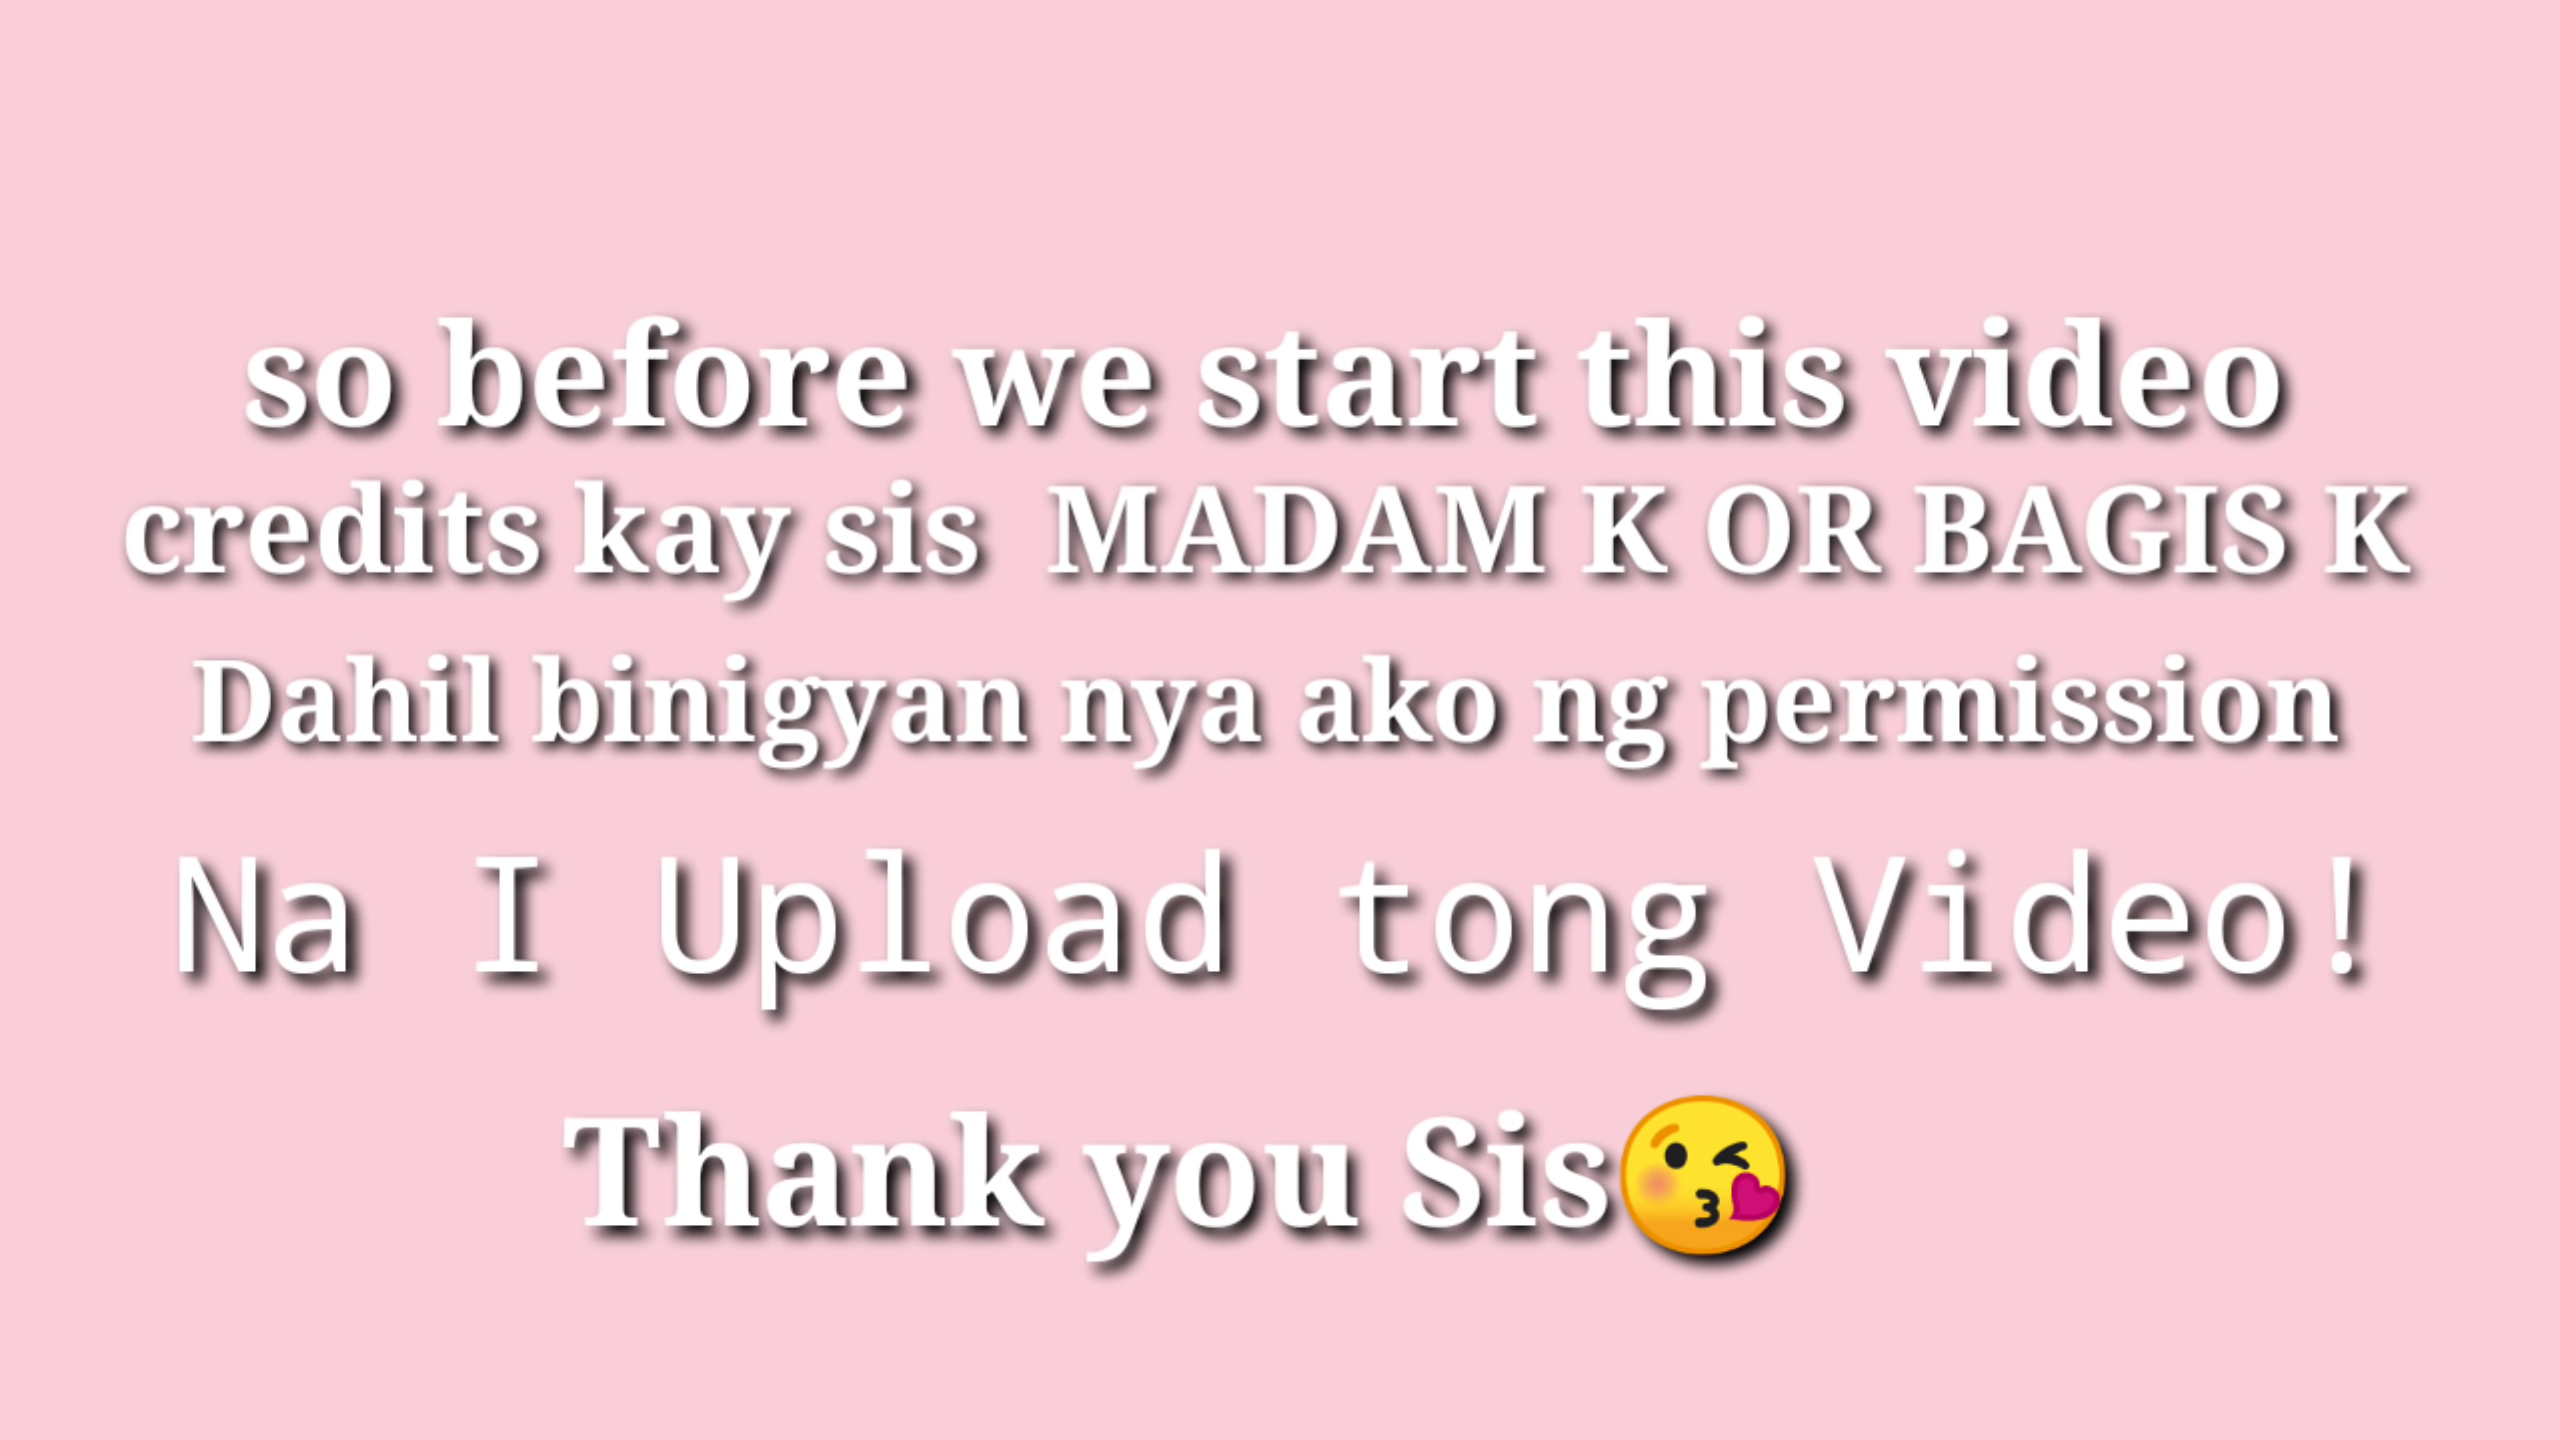 so before we start this video
credits kay sis  MADAM K OR BAGIS K
Dahil binigyan nya ako ng permission
Na I Upload tong Video!
Thank you Sis😘